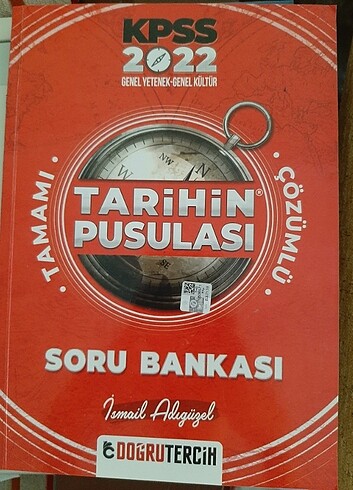 KPSS
2022
GENEL YETENEK-GENEL KÜLTÜR
TAMAMI
ÇÖZÜMLÜ
TARİHİN®
PUSULASI
SORU BANKASI
İsmail Adıgüzel
DOĞRUTERCİH